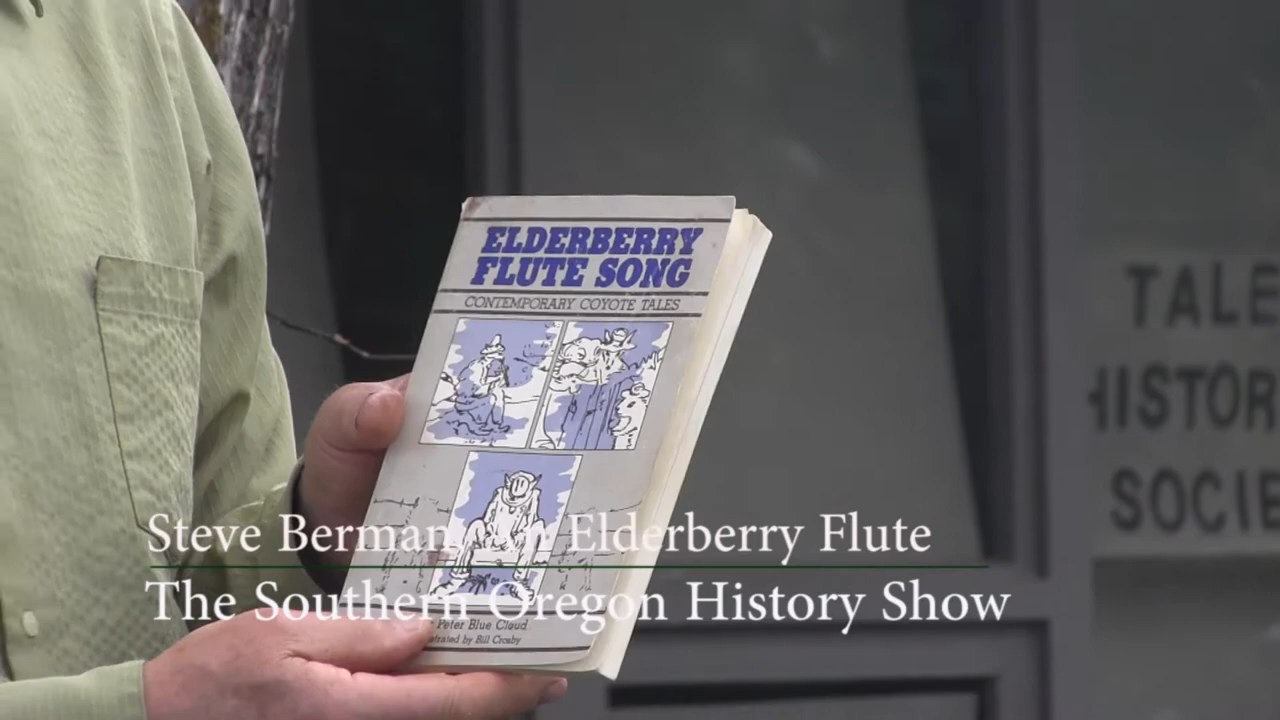 ELDERBERRY
FLUTE SONG
CONTEMPORARY COYOTE TALES
Peter Blue Cloud
Bill Crosby
Steve Berman, Elderberry Flute
The Southern Oregon History Show
TALE
HISTOR
SOCIE